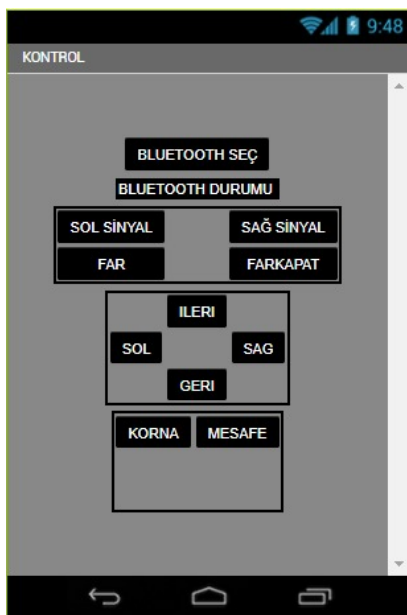 9:48
KONTROL
BLUETOOTH SEÇ
BLUETOOTH DURUMU
SOL SİNYAL SAĞ SİNYAL
FAR FARKAPAT
ILERI
SOL SAG
GERI
KORNA MESAFE